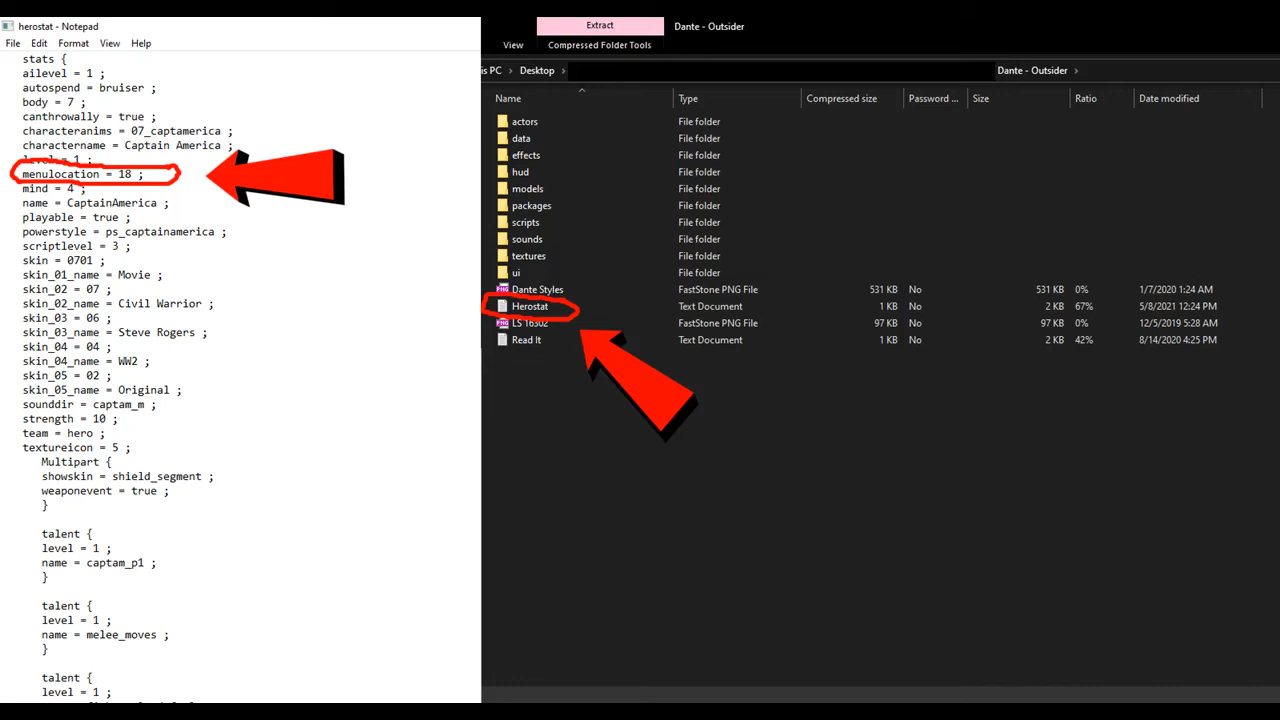 herostat - Notepad
File Edit Format View Help
stats {
ailevel = 1 ;
autospend = bruiser ;
body = 7 ;
canthrowally = true ;
characteranims = 07_captamerica ;
charactername = Captain America ;
level = 1 ;
menulocation = 18 ;
mind = 4 ;
name = CaptainAmerica ;
playable = true ;
powerstyle = ps_captainamerica ;
scriptlevel = 3 ;
skin = 0701 ;
skin_01_name = Movie ;
skin_02 = 07 ;
skin_02_name = Civil Warrior ;
skin_03 = 06 ;
skin_03_name = Steve Rogers ;
skin_04 = 04 ;
skin_04_name = WW2 ;
skin_05 = 02 ;
skin_05_name = Original ;
sounddir = captam_m ;
strength = 10 ;
team = hero ;
textureicon = 5 ;
Multipart {
showskin = shield_segment ;
weaponevent = true ;
}
talent {
level = 1 ;
name = captam_p1 ;
}
talent {
level = 1 ;
name = melee_moves ;
}
talent {
level = 1 ;
Extract
Dante - Outsider
View Compressed Folder Tools
is PC > Desktop > Dante - Outsider >
Name Type Compressed size Password ... Size Ratio Date modified
actors File folder
data File folder
effects File folder
hud File folder
models File folder
packages File folder
scripts File folder
sounds File folder
textures File folder
ui File folder
Dante Styles FastStone PNG File 531 KB No 531 KB 0% 1/7/2020 1:24 AM
Herostat Text Document 1 KB No 2 KB 67% 5/8/2021 12:24 PM
LS 16302 FastStone PNG File 97 KB No 97 KB 0% 12/5/2019 5:28 AM
Read It Text Document 1 KB No 2 KB 42% 8/14/2020 4:25 PM